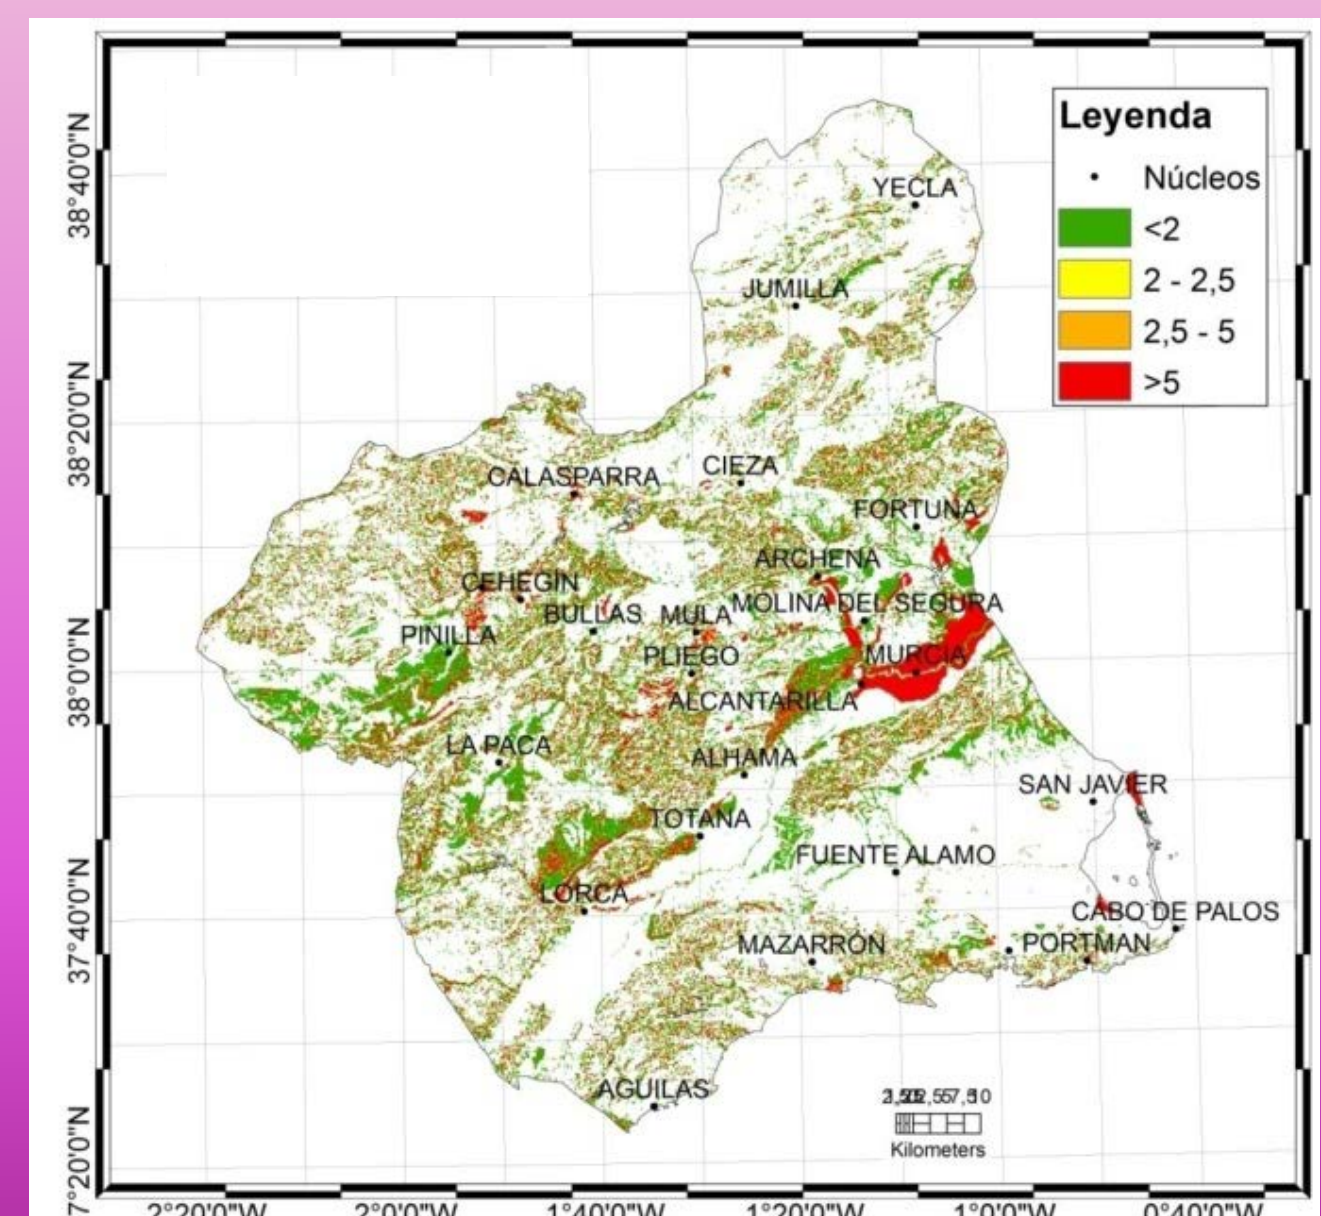 Leyenda
Núcleos
<2
2 - 2,5
2,5 - 5
>5
YECLA
JUMILLA
CALASPARRA
CIEZA
FORTUNA
ARCHENA
CEHEGIN
BULLAS
MULA
MOLINA DEL SEGURA
PINILLA
PLIEGO
MURCIA
ALCANTARILLA
LA PACA
ALHAMA
SAN JAVIER
TOTANA
FUENTE ALAMO
LORCA
CABO DE PALOS
MAZARRÓN
PORTMAN
AGUILAS
Kilometers
38°40'0"N
38°20'0"N
38°0'0"N
37°40'0"N
7°20'0"N
2°20'0"W
2°0'0"W
1°40'0"W
1°20'0"W
1°0'0"W
0°40'0"W